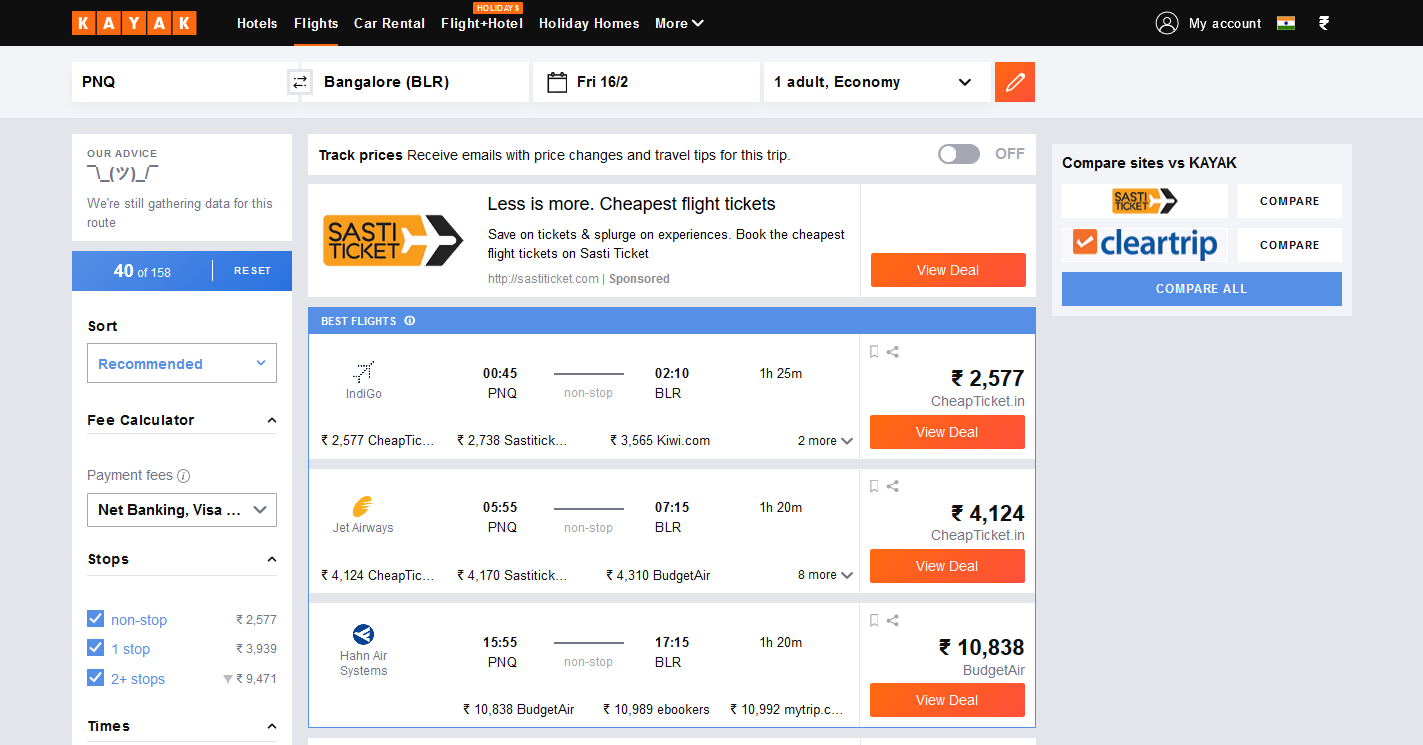 KAYAK
Hotels
Flights
Car Rental
HOLIDAYS
Flight+Hotel
Holiday Homes
More
My account
₹
PNQ
Bangalore (BLR)
Fri 16/2
1 adult, Economy
OUR ADVICE
¯\_(ツ)_/¯
We're still gathering data for this
route
40 of 158
RESET
Sort
Recommended
Fee Calculator
Payment fees
Net Banking, Visa ...
Stops
non-stop ₹ 2,577
1 stop ₹ 3,939
2+ stops ₹ 9,471
Times
Track prices Receive emails with price changes and travel tips for this trip.
OFF
SASTI
TICKET
Less is more. Cheapest flight tickets
Save on tickets & splurge on experiences. Book the cheapest
flight tickets on Sasti Ticket
http://sastiticket.com | Sponsored
View Deal
BEST FLIGHTS
IndiGo
00:45
PNQ
non-stop
02:10
BLR
1h 25m
₹ 2,577 CheapTic...
₹ 2,738 Sastitick...
₹ 3,565 Kiwi.com
2 more
₹ 2,577
CheapTicket.in
View Deal
Jet Airways
05:55
PNQ
non-stop
07:15
BLR
1h 20m
₹ 4,124 CheapTic...
₹ 4,170 Sastitick...
₹ 4,310 BudgetAir
8 more
₹ 4,124
CheapTicket.in
View Deal
Hahn Air
Systems
15:55
PNQ
non-stop
17:15
BLR
1h 20m
₹ 10,838 BudgetAir
₹ 10,989 ebookers
₹ 10,992 mytrip.c...
₹ 10,838
BudgetAir
View Deal
Compare sites vs KAYAK
SASTI
TICKET
COMPARE
cleartrip
COMPARE
COMPARE ALL